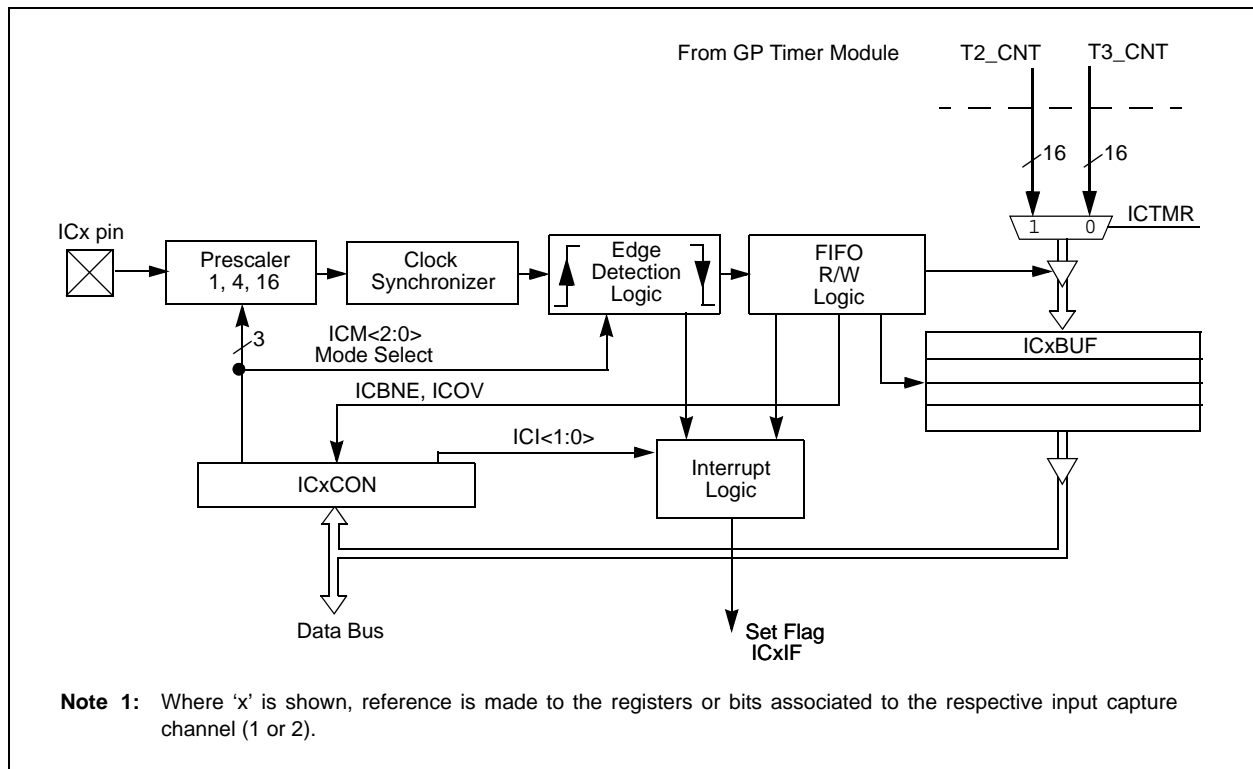 From GP Timer Module
T2_CNT
T3_CNT
16
16
ICx pin
1 0
ICTMR
Prescaler
1, 4, 16
Clock
Synchronizer
Edge
Detection
Logic
FIFO
R/W
Logic
3
ICM<2:0>
Mode Select
ICxBUF
ICBNE, ICOV
ICI<1:0>
Interrupt
Logic
ICxCON
Data Bus
Set Flag
ICxIF
Note 1: Where ‘x’ is shown, reference is made to the registers or bits associated to the respective input capture
channel (1 or 2).